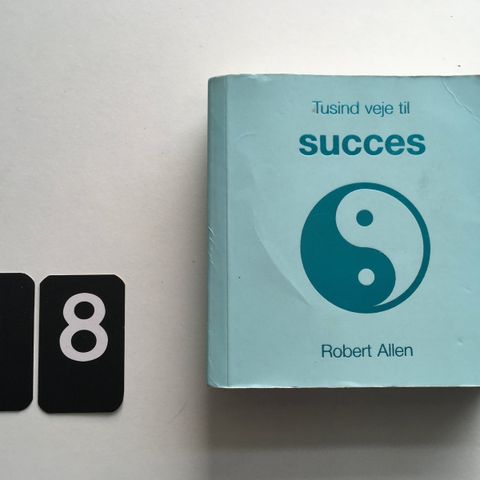 Tusind veje til
succes
Robert Allen
8